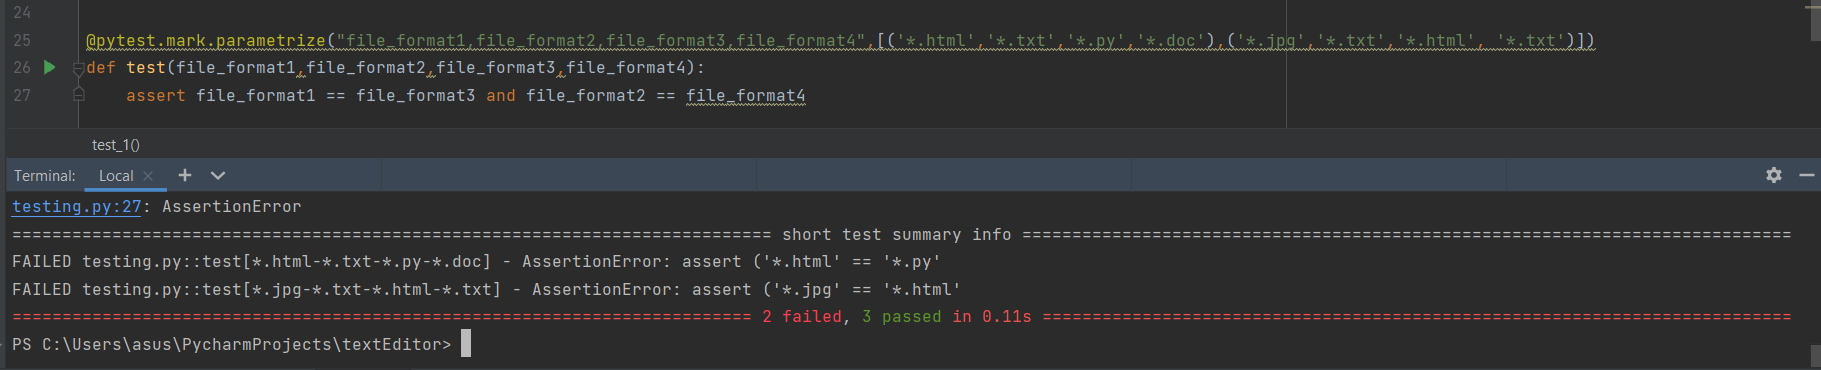 24
25 @pytest.mark.parametrize("file_format1,file_format2,file_format3,file_format4",[('*.html','*.txt','*.py','*.doc'),('*.jpg','*.txt','*.html', '*.txt')])
26 def test(file_format1,file_format2,file_format3,file_format4):
27 assert file_format1 == file_format3 and file_format2 == file_format4
test_1()
Terminal: Local
testing.py:27: AssertionError
============================================================================ short test summary info =============================================================================
FAILED testing.py::test[*.html-*.txt-*.py-*.doc] - AssertionError: assert ('*.html' == '*.py'
FAILED testing.py::test[*.jpg-*.txt-*.html-*.txt] - AssertionError: assert ('*.jpg' == '*.html'
========================================================================== 2 failed, 3 passed in 0.11s ===========================================================================
PS C:\Users\asus\PycharmProjects\textEditor>